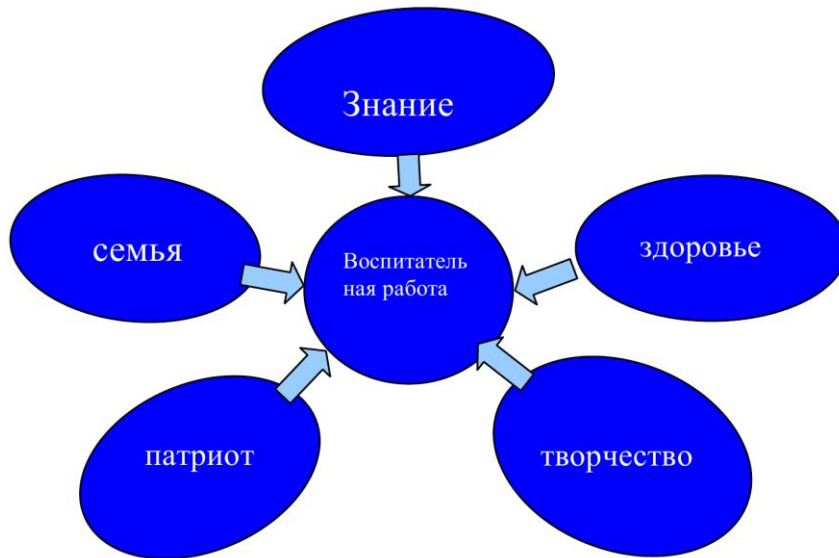 Знание
семья
здоровье
Воспитатель
ная работа
патриот
творчество